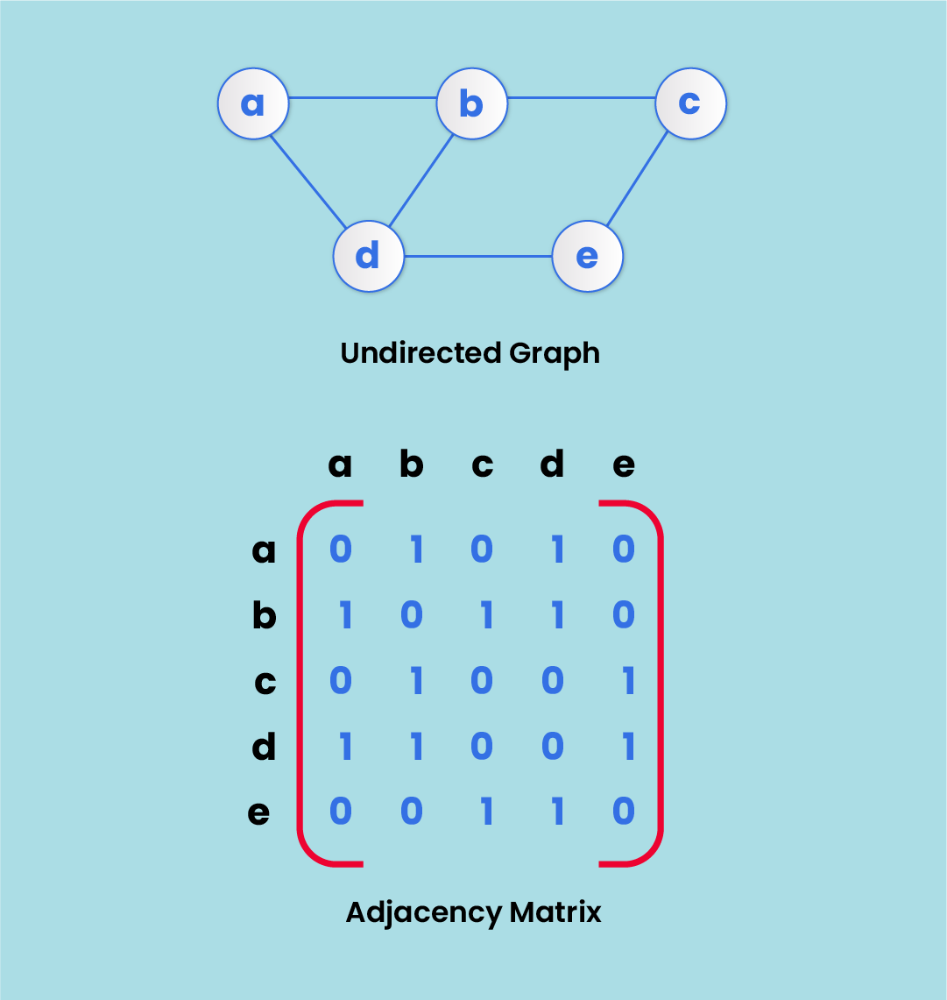 a b c
d e
Undirected Graph
a b c d e
a 0 1 0 1 0
b 1 0 1 1 0
c 0 1 0 0 1
d 1 1 0 0 1
e 0 0 1 1 0
Adjacency Matrix